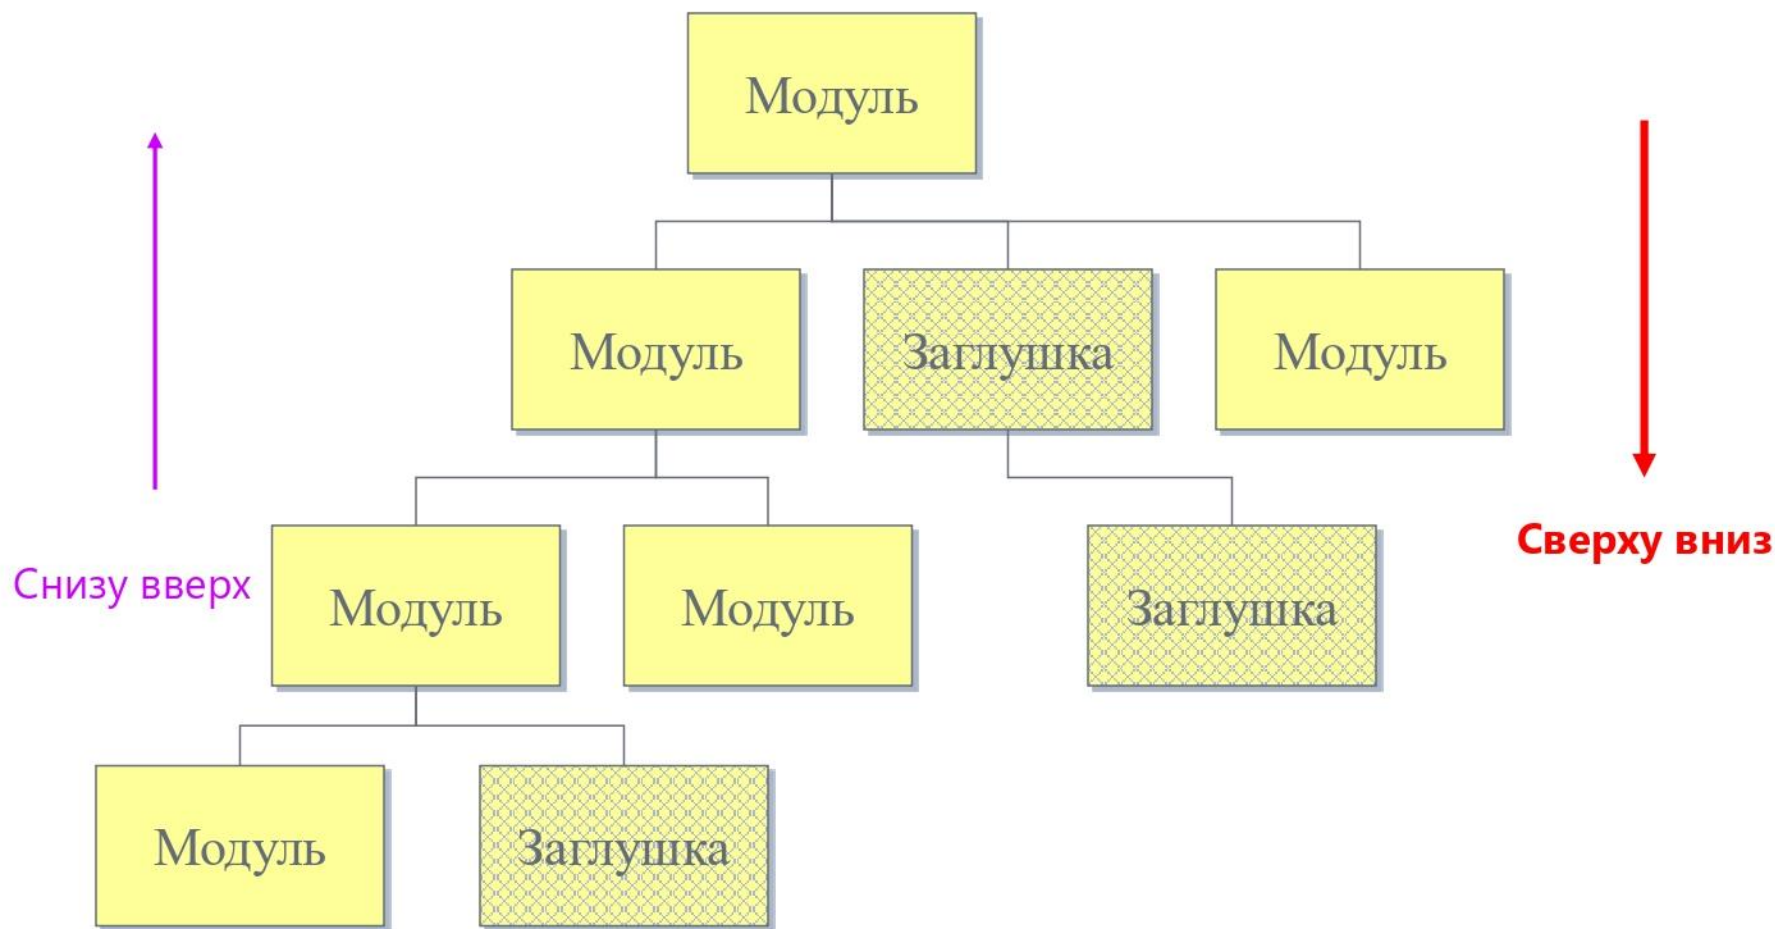 Модуль
Модуль
Заглушка
Модуль
Сверху вниз
Снизу вверх
Модуль
Модуль
Заглушка
Модуль
Заглушка